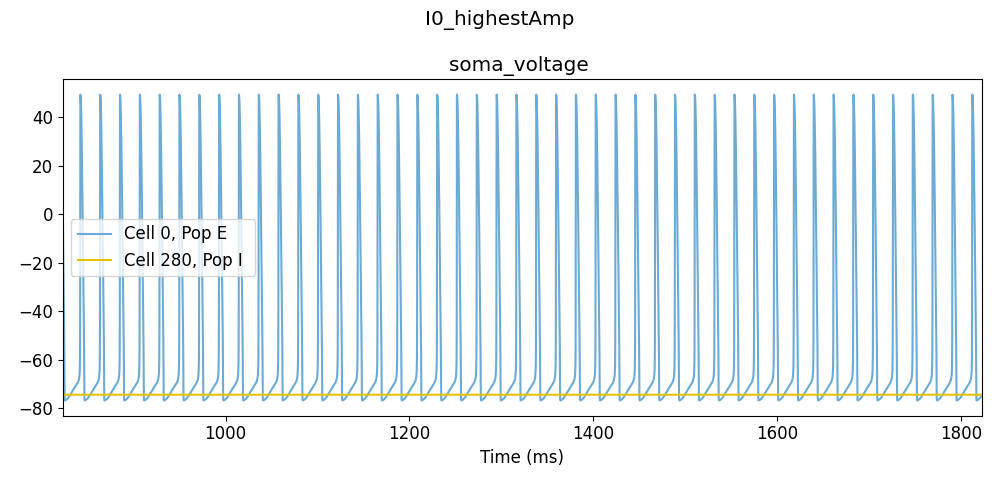 I0_highestAmp
soma_voltage
40
20
0
−20
−40
−60
−80
Cell 0, Pop E
Cell 280, Pop I
1000 1200 1400 1600 1800
Time (ms)